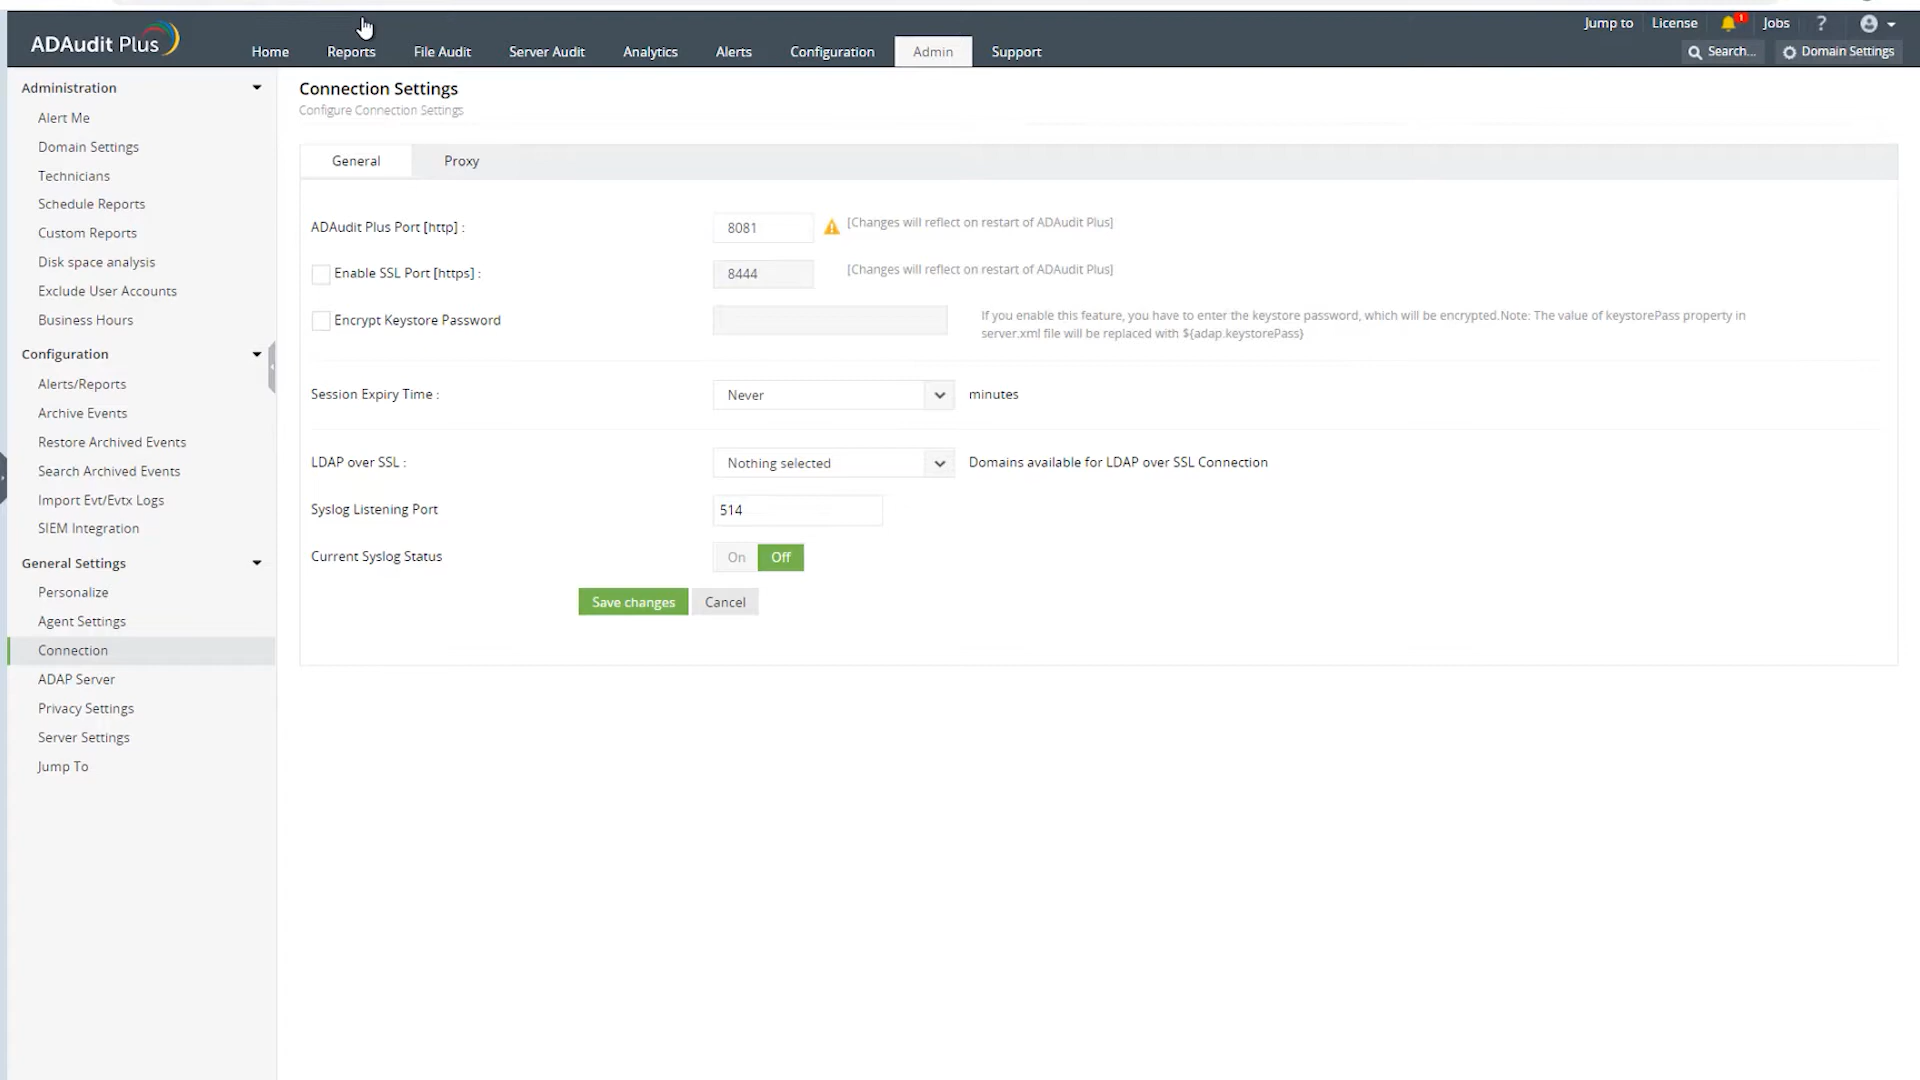 ADAudit Plus
Jump to
License
1
Jobs
?
Home
Reports
File Audit
Server Audit
Analytics
Alerts
Configuration
Admin
Support
Search...
Domain Settings
Administration
Alert Me
Domain Settings
Technicians
Schedule Reports
Custom Reports
Disk space analysis
Exclude User Accounts
Business Hours
Configuration
Alerts/Reports
Archive Events
Restore Archived Events
Search Archived Events
Import Evt/Evtx Logs
SIEM Integration
General Settings
Personalize
Agent Settings
Connection
ADAP Server
Privacy Settings
Server Settings
Jump To
Connection Settings
Configure Connection Settings
General
Proxy
ADAudit Plus Port [http] :
8081
[Changes will reflect on restart of ADAudit Plus]
Enable SSL Port [https] :
8444
[Changes will reflect on restart of ADAudit Plus]
Encrypt Keystore Password
If you enable this feature, you have to enter the keystore password, which will be encrypted.Note: The value of keystorePass property in
server.xml file will be replaced with ${adap.keystorePass}
Session Expiry Time :
Never
minutes
LDAP over SSL :
Nothing selected
Domains available for LDAP over SSL Connection
Syslog Listening Port
514
Current Syslog Status
On
Off
Save changes
Cancel